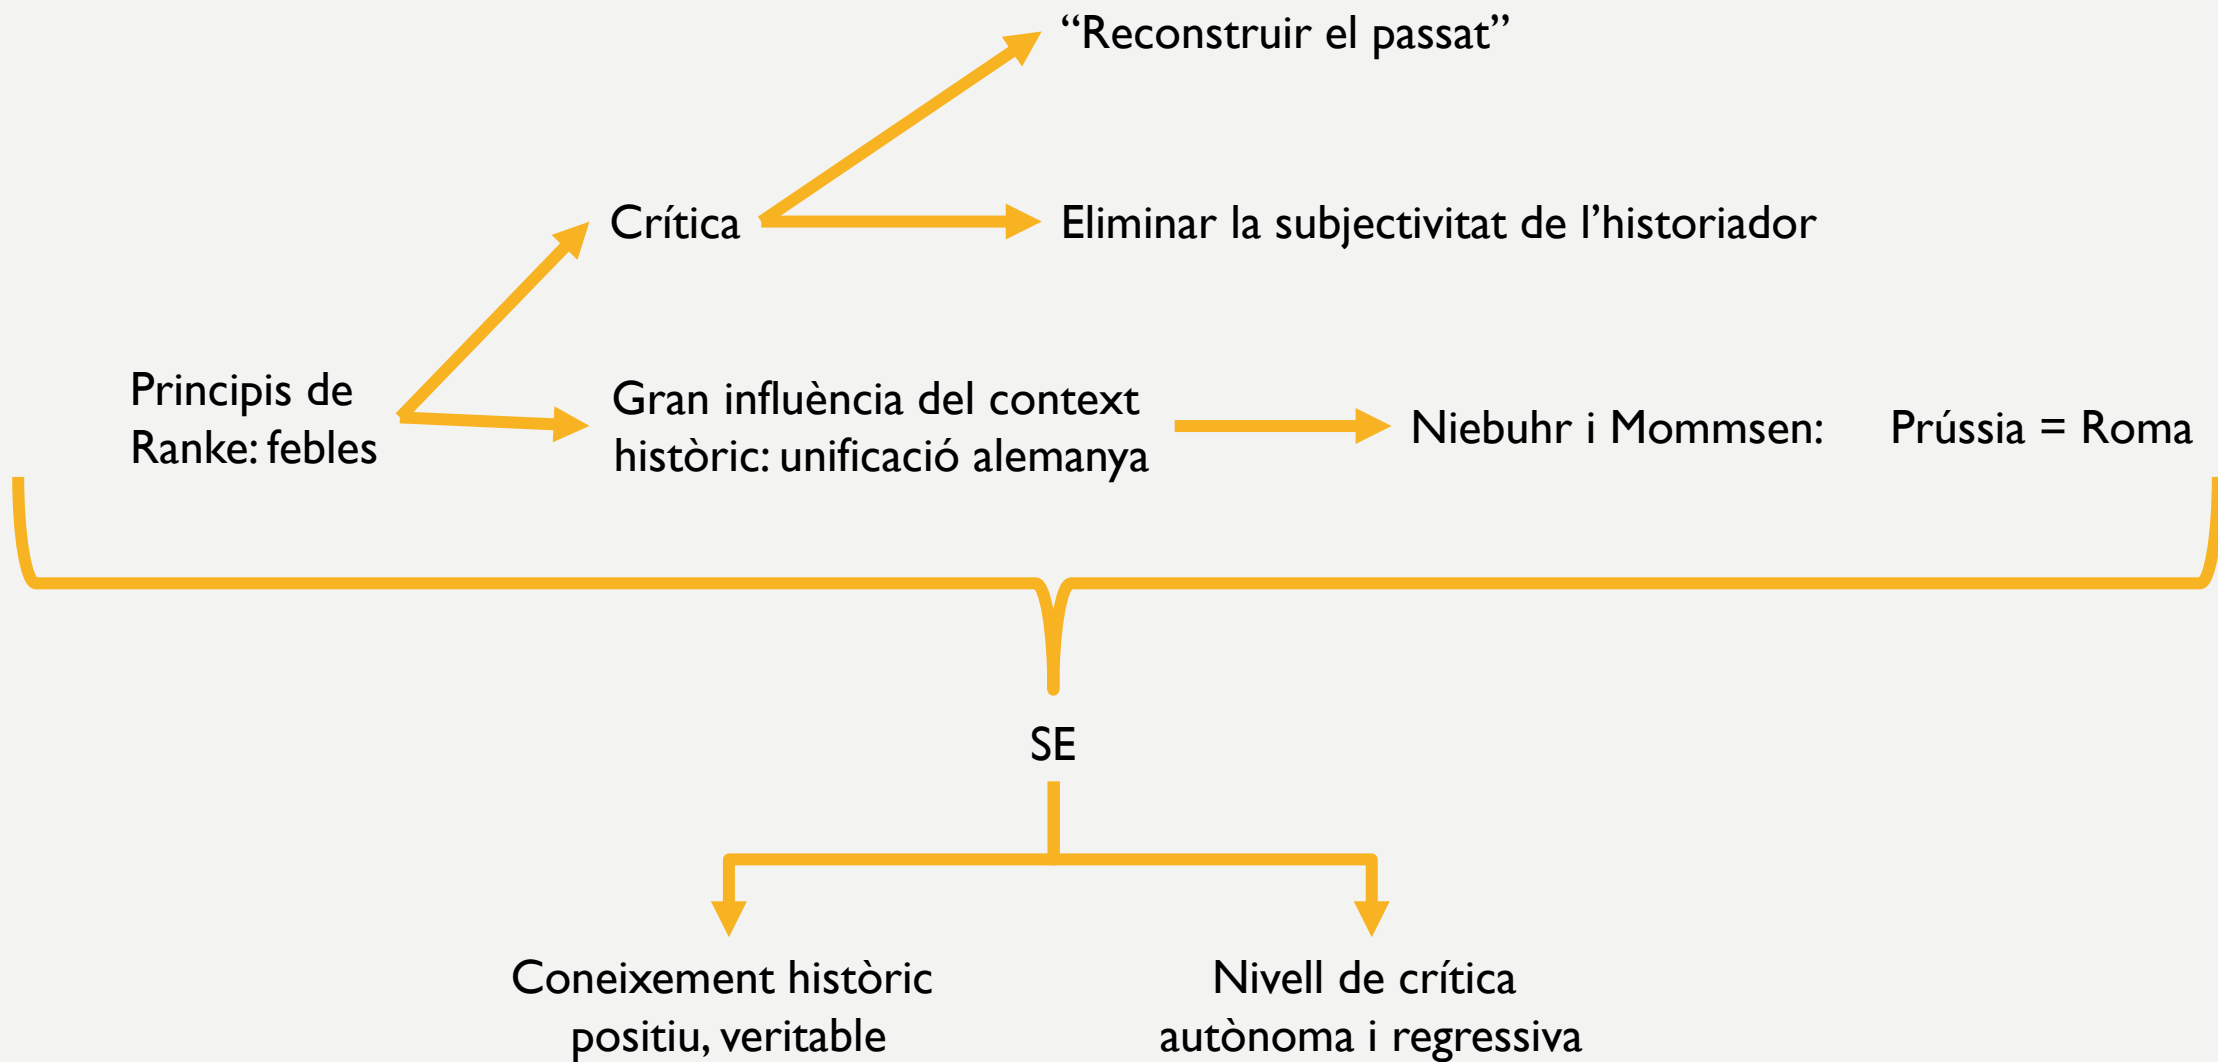 “Reconstruir el passat”
Crítica
Eliminar la subjectivitat de l’historiador
Principis de
Ranke: febles
Gran influència del context
històric: unificació alemanya
Niebuhr i Mommsen: Prússia = Roma
SE
Coneixement històric
positiu, veritable
Nivell de crítica
autònoma i regressiva